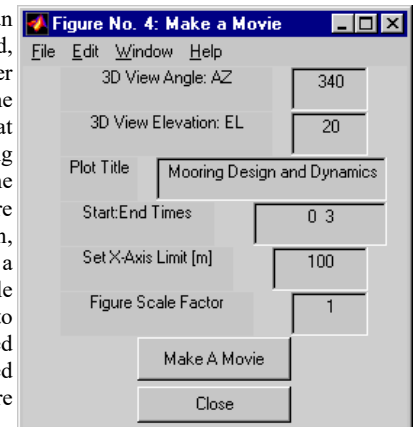 Figure No. 4: Make a Movie
File Edit Window Help
3D View Angle: AZ 340
3D View Elevation: EL 20
Plot Title Mooring Design and Dynamics
Start:End Times 0 3
Set X-Axis Limit [m] 100
Figure Scale Factor 1
Make A Movie
Close